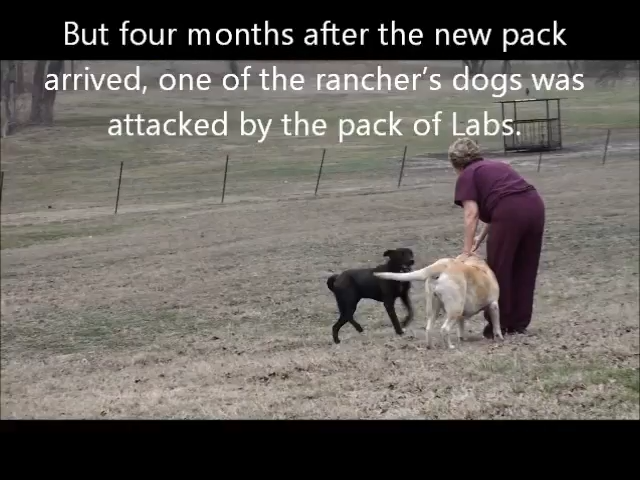 But four months after the new pack
arrived, one of the rancher's dogs was
attacked by the pack of Labs.